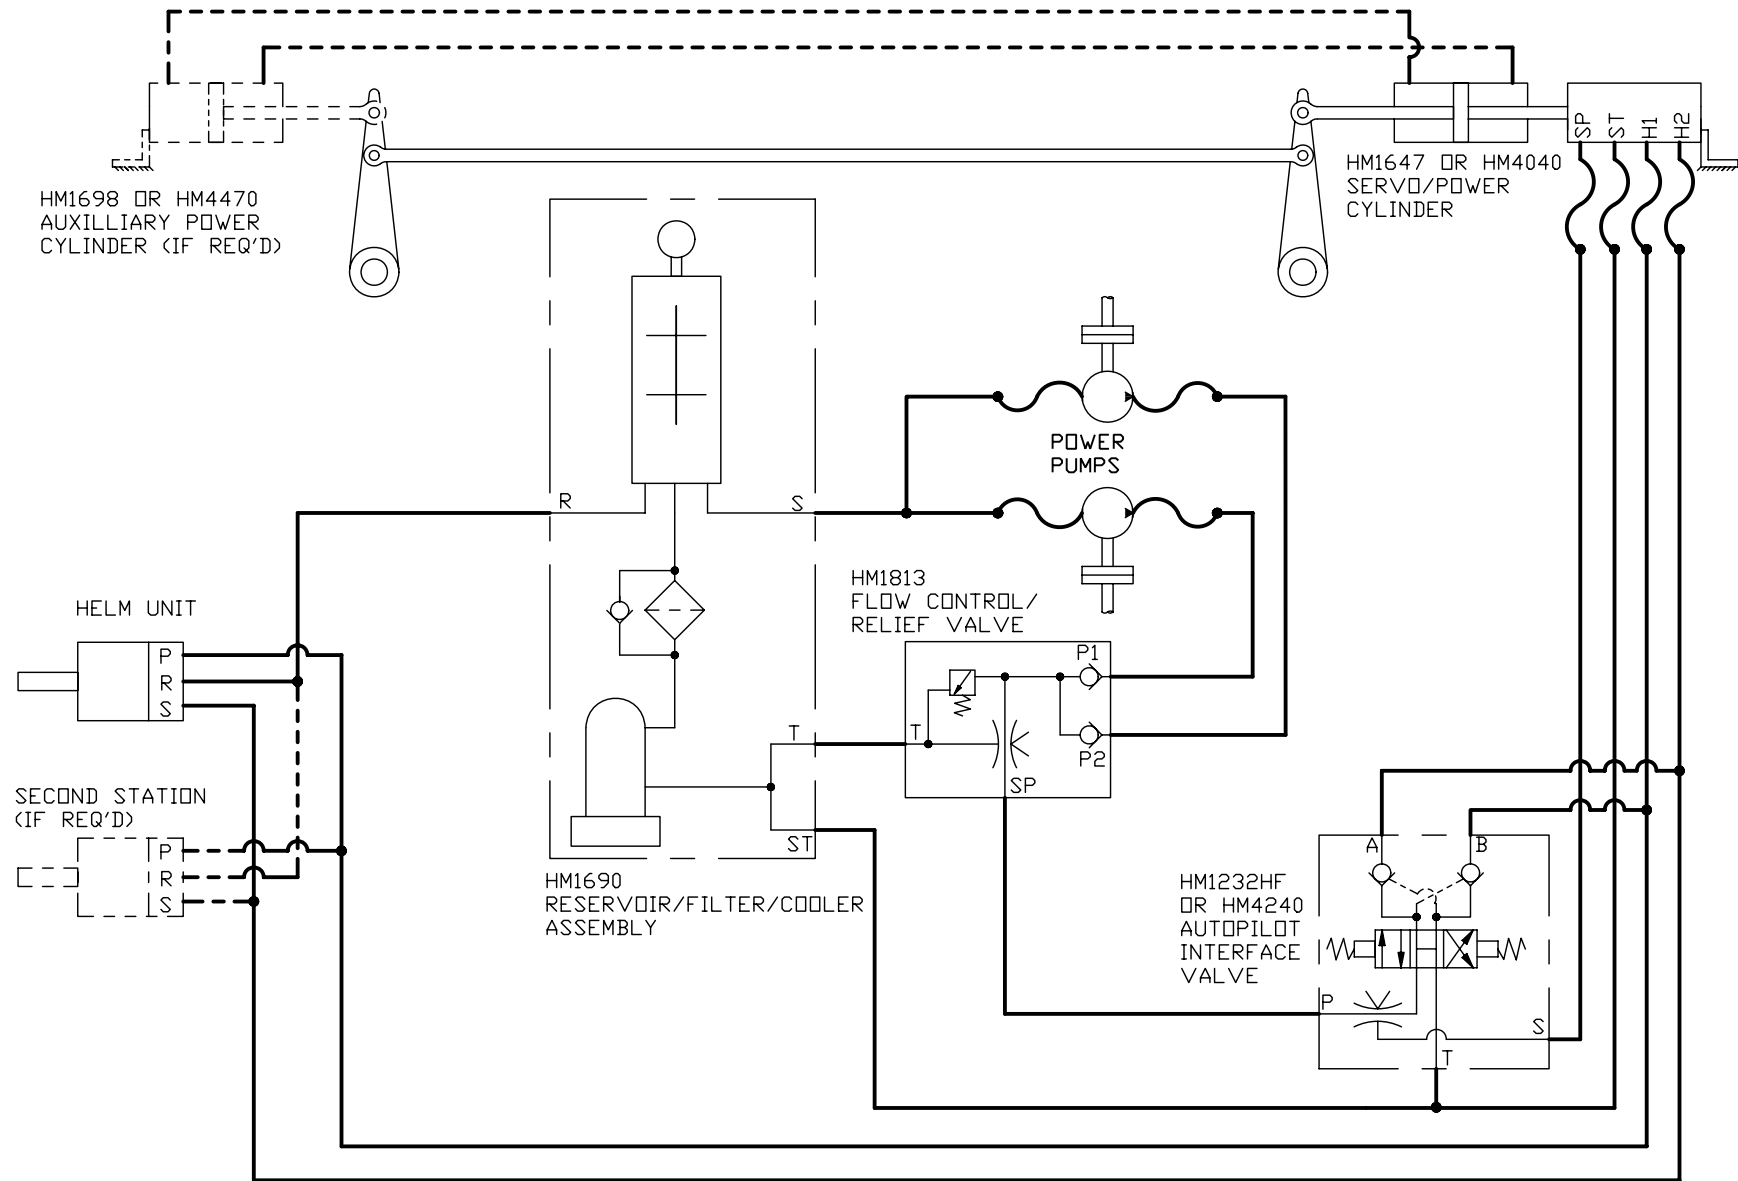 SP
ST
H1
H2
HM1647 OR HM4040
SERVO/POWER
CYLINDER
HM1698 OR HM4470
AUXILLIARY POWER
CYLINDER (IF REQ'D)
POWER
PUMPS
R
S
HM1813
FLOW CONTROL/
RELIEF VALVE
HELM UNIT
P
R
S
P1
T
P2
SP
T
ST
SECOND STATION
(IF REQ'D)
P
R
S
HM1690
RESERVOIR/FILTER/COOLER
ASSEMBLY
A
B
HM1232HF
OR HM4240
AUTOPILOT
INTERFACE
VALVE
P
S
T